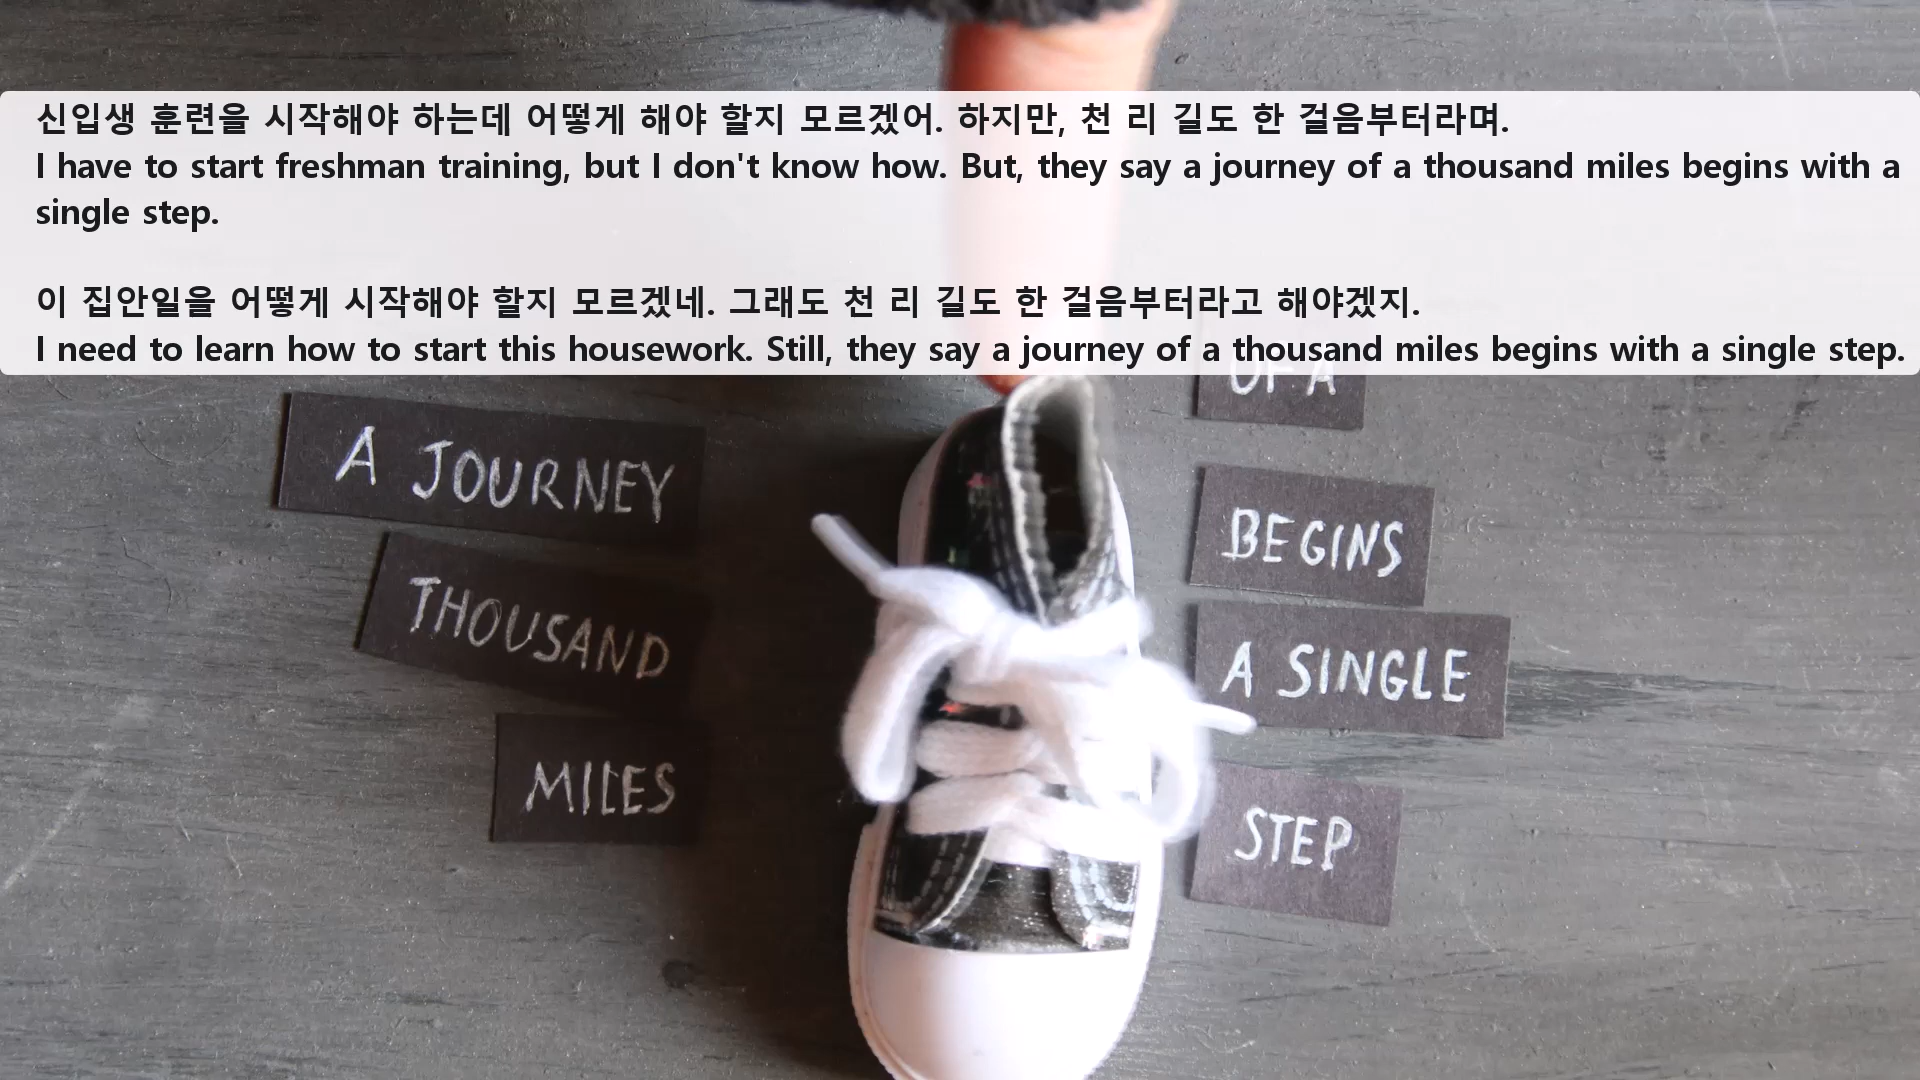 신입생 훈련을 시작해야 하는데 어떻게 해야 할지 모르겠어. 하지만, 천 리 길도 한 걸음부터라며.
I have to start freshman training, but I don't know how. But, they say a journey of a thousand miles begins with a
single step.
이 집안일을 어떻게 시작해야 할지 모르겠네. 그래도 천 리 길도 한 걸음부터라고 해야겠지.
I need to learn how to start this housework. Still, they say a journey of a thousand miles begins with a single step.
A JOURNEY
OF A
THOUSAND
MILES
BEGINS
A SINGLE
STEP